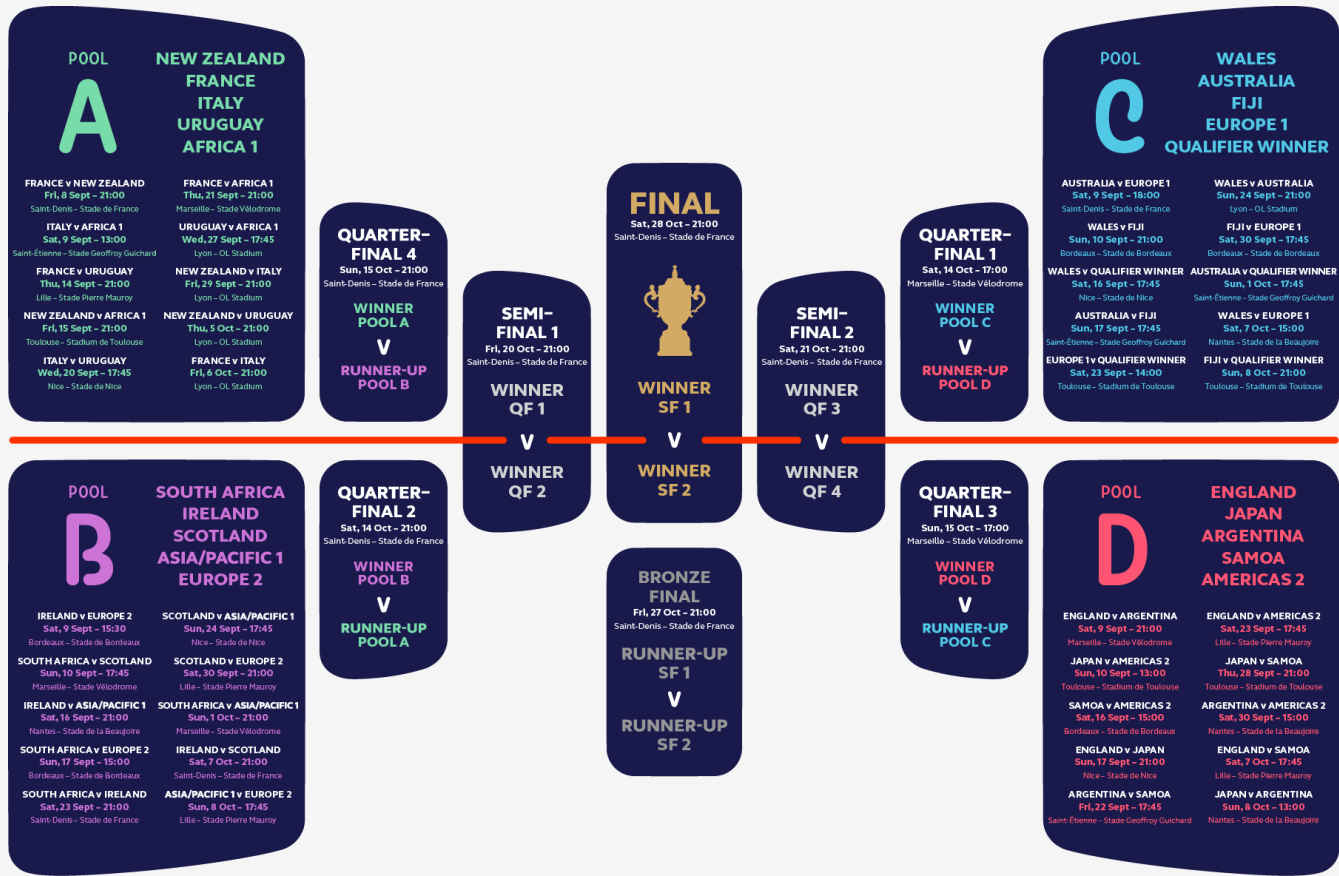 POOL
A
NEW ZEALAND
FRANCE
ITALY
URUGUAY
AFRICA 1
FRANCE v NEW ZEALAND
Fri, 8 Sept – 21:00
Saint-Denis – Stade de France
ITALY v AFRICA 1
Sat, 9 Sept – 13:00
Saint-Étienne – Stade Geoffroy Guichard
FRANCE v URUGUAY
Thu, 14 Sept – 21:00
Lille – Stade Pierre Mauroy
NEW ZEALAND v AFRICA 1
Fri, 15 Sept – 21:00
Toulouse – Stadium de Toulouse
ITALY v URUGUAY
Wed, 20 Sept – 17:45
Nice – Stade de Nice
FRANCE v AFRICA 1
Thu, 21 Sept – 21:00
Marseille – Stade Vélodrome
URUGUAY v AFRICA 1
Wed, 27 Sept – 17:45
Lyon – OL Stadium
NEW ZEALAND v ITALY
Fri, 29 Sept – 21:00
Lyon – OL Stadium
NEW ZEALAND v URUGUAY
Thu, 5 Oct – 21:00
Lyon – OL Stadium
FRANCE v ITALY
Fri, 6 Oct – 21:00
Lyon – OL Stadium
POOL
B
SOUTH AFRICA
IRELAND
SCOTLAND
ASIA/PACIFIC 1
EUROPE 2
IRELAND v EUROPE 2
Sat, 9 Sept – 15:30
Bordeaux – Stade de Bordeaux
SOUTH AFRICA v SCOTLAND
Sun, 10 Sept – 17:45
Marseille – Stade Vélodrome
IRELAND v ASIA/PACIFIC 1
Sat, 16 Sept – 21:00
Nantes – Stade de la Beaujoire
SOUTH AFRICA v EUROPE 2
Sun, 17 Sept – 15:00
Bordeaux – Stade de Bordeaux
SOUTH AFRICA v IRELAND
Sat, 23 Sept – 21:00
Saint-Denis – Stade de France
SCOTLAND v ASIA/PACIFIC 1
Sun, 24 Sept – 17:45
Nice – Stade de Nice
SCOTLAND v EUROPE 2
Sat, 30 Sept – 21:00
Lille – Stade Pierre Mauroy
SOUTH AFRICA v ASIA/PACIFIC 1
Sun, 1 Oct – 21:00
Marseille – Stade Vélodrome
IRELAND v SCOTLAND
Sat, 7 Oct – 21:00
Saint-Denis – Stade de France
ASIA/PACIFIC 1 v EUROPE 2
Sun, 8 Oct – 17:45
Lille – Stade Pierre Mauroy
QUARTER–
FINAL 4
Sun, 15 Oct – 21:00
Saint-Denis – Stade de France
WINNER
POOL A
V
RUNNER-UP
POOL B
QUARTER–
FINAL 2
Sat, 14 Oct – 21:00
Saint-Denis – Stade de France
WINNER
POOL B
V
RUNNER-UP
POOL A
SEMI–
FINAL 1
Fri, 20 Oct – 21:00
Saint-Denis – Stade de France
WINNER
QF 1
V
WINNER
QF 2
FINAL
Sat, 28 Oct – 21:00
Saint-Denis – Stade de France
WINNER
SF 1
V
WINNER
SF 2
BRONZE
FINAL
Fri, 27 Oct – 21:00
Saint-Denis – Stade de France
RUNNER-UP
SF 1
V
RUNNER-UP
SF 2
SEMI–
FINAL 2
Sat, 21 Oct – 21:00
Saint-Denis – Stade de France
WINNER
QF 3
V
WINNER
QF 4
QUARTER–
FINAL 1
Sat, 14 Oct – 17:00
Marseille – Stade Vélodrome
WINNER
POOL C
V
RUNNER-UP
POOL D
QUARTER–
FINAL 3
Sun, 15 Oct – 17:00
Marseille – Stade Vélodrome
WINNER
POOL D
V
RUNNER-UP
POOL C
POOL
C
WALES
AUSTRALIA
FIJI
EUROPE 1
QUALIFIER WINNER
AUSTRALIA v EUROPE 1
Sat, 9 Sept – 18:00
Saint-Denis – Stade de France
WALES v FIJI
Sun, 10 Sept – 21:00
Bordeaux – Stade de Bordeaux
WALES v QUALIFIER WINNER
Sat, 16 Sept – 17:45
Nice – Stade de Nice
AUSTRALIA v FIJI
Sun, 17 Sept – 17:45
Saint-Étienne – Stade Geoffroy Guichard
EUROPE 1 v QUALIFIER WINNER
Sat, 23 Sept – 14:00
Toulouse – Stadium de Toulouse
WALES v AUSTRALIA
Sun, 24 Sept – 21:00
Lyon – OL Stadium
FIJI v EUROPE 1
Sat, 30 Sept – 17:45
Bordeaux – Stade de Bordeaux
AUSTRALIA v QUALIFIER WINNER
Sun, 1 Oct – 17:45
Saint-Étienne – Stade Geoffroy Guichard
WALES v EUROPE 1
Sat, 7 Oct – 15:00
Nantes – Stade de la Beaujoire
FIJI v QUALIFIER WINNER
Sun, 8 Oct – 21:00
Toulouse – Stadium de Toulouse
POOL
D
ENGLAND
JAPAN
ARGENTINA
SAMOA
AMERICAS 2
ENGLAND v ARGENTINA
Sat, 9 Sept – 21:00
Marseille – Stade Vélodrome
JAPAN v AMERICAS 2
Sun, 10 Sept – 13:00
Toulouse – Stadium de Toulouse
SAMOA v AMERICAS 2
Sat, 16 Sept – 15:00
Bordeaux – Stade de Bordeaux
ENGLAND v JAPAN
Sun, 17 Sept – 21:00
Nice – Stade de Nice
ARGENTINA v SAMOA
Fri, 22 Sept – 17:45
Saint-Étienne – Stade Geoffroy Guichard
ENGLAND v AMERICAS 2
Sat, 23 Sept – 17:45
Lille – Stade Pierre Mauroy
JAPAN v SAMOA
Thu, 28 Sept – 21:00
Toulouse – Stadium de Toulouse
ARGENTINA v AMERICAS 2
Sat, 30 Sept – 15:00
Nantes – Stade de la Beaujoire
ENGLAND v SAMOA
Sat, 7 Oct – 17:45
Lille – Stade Pierre Mauroy
JAPAN v ARGENTINA
Sun, 8 Oct – 13:00
Nantes – Stade de la Beaujoire